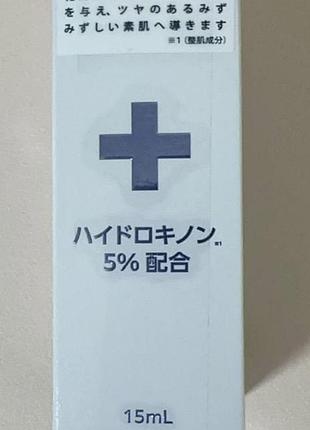 を与え、ツヤのあるみず
みずしい素肌へ導きます
※1 (整肌成分)
ハイドロキノン※1
5% 配合
15mL